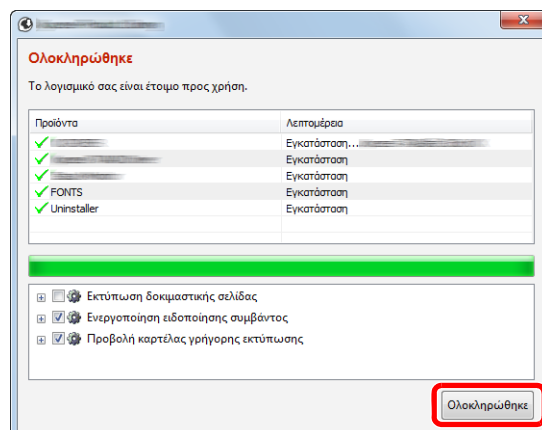 Ολοκληρώθηκε
Το λογισμικό σας είναι έτοιμο προς χρήση.
Προϊόντα Λεπτομέρεια
Εγκατάσταση...
Εγκατάσταση
Εγκατάσταση
FONTS Εγκατάσταση
Uninstaller Εγκατάσταση
Εκτύπωση δοκιμαστικής σελίδας
Ενεργοποίηση ειδοποίησης συμβάντος
Προβολή καρτέλας γρήγορης εκτύπωσης
Ολοκληρώθηκε